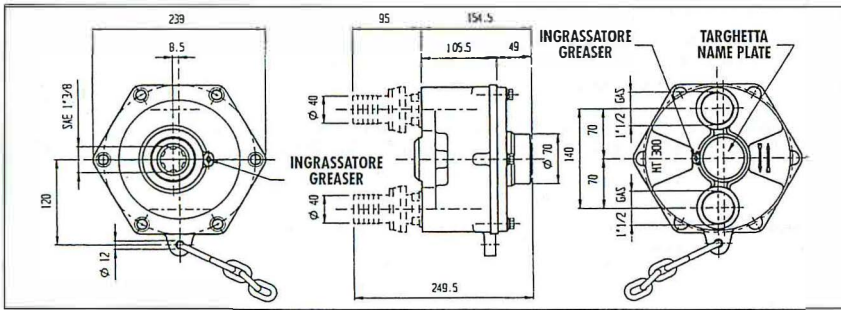 239
8.5
SAE 1"3/8
120
Ø 12
INGRASSATORE
GREASER
95
154.5
105.5
49
Ø 40
Ø 40
Ø 70
249.5
INGRASSATORE
GREASER
TARGHETTA
NAME PLATE
1"1/2 GAS
140
70
70
HT 300
1"1/2 GAS